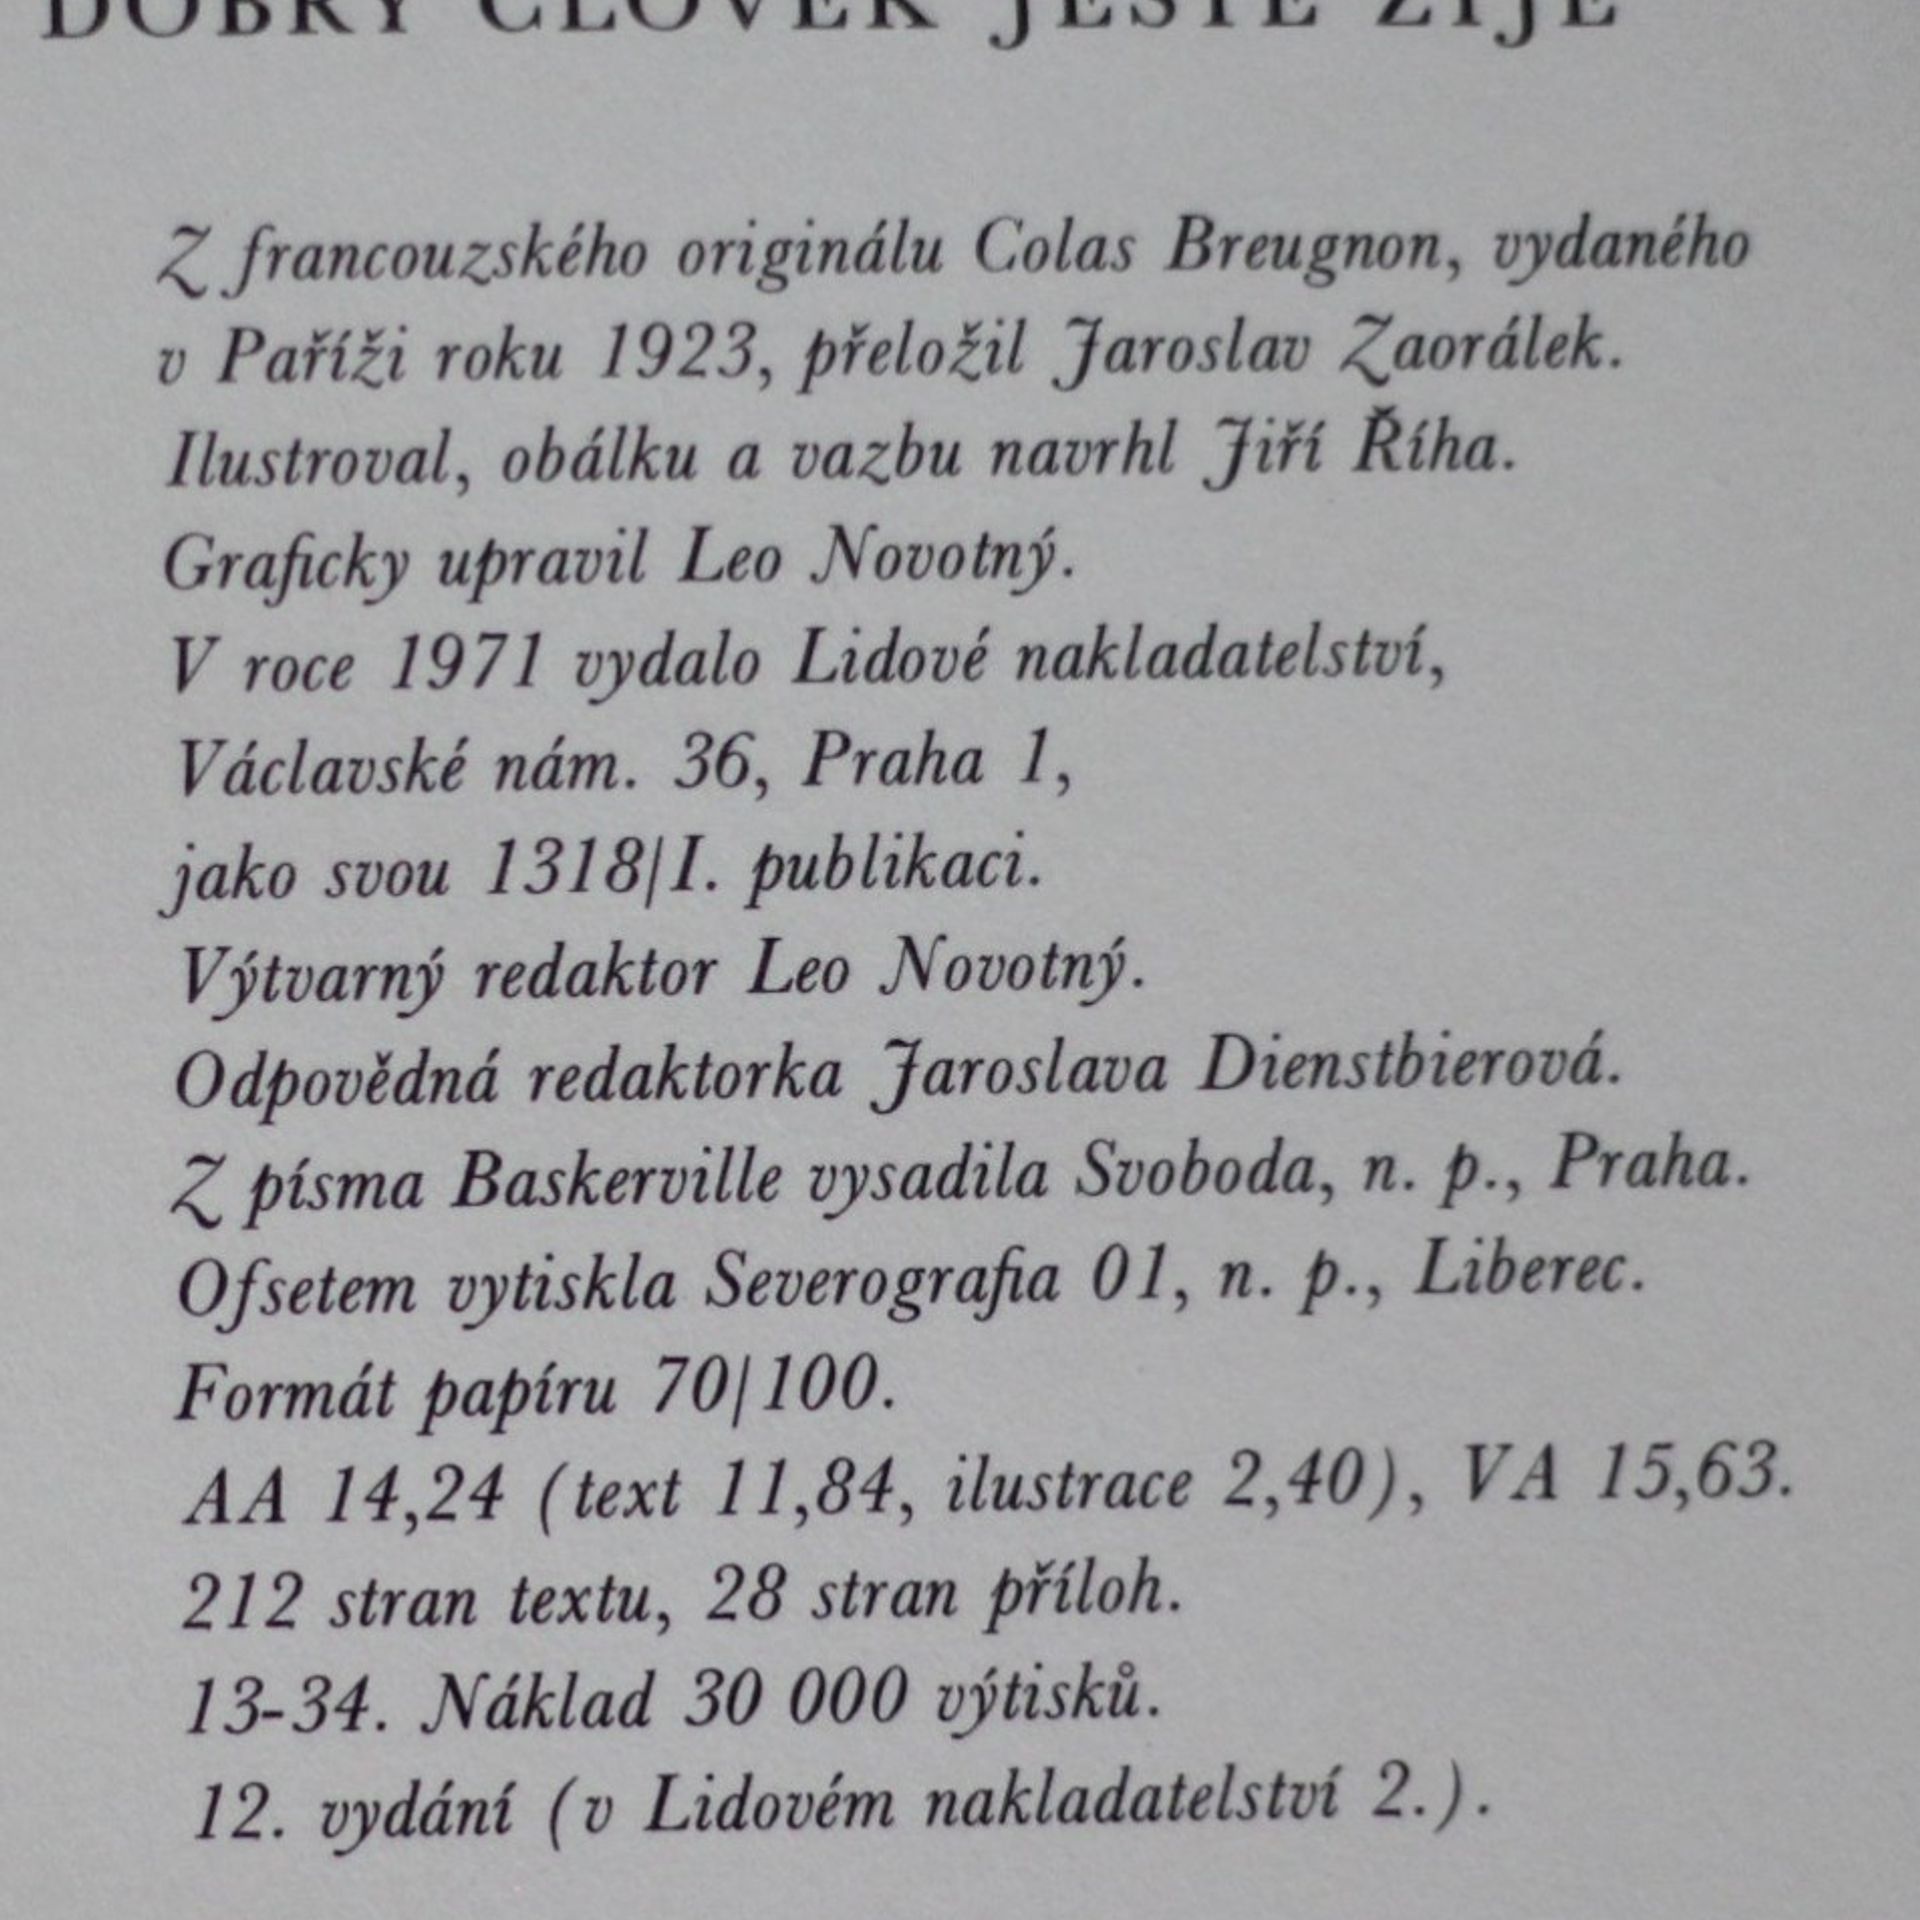 DOBRÝ ČLOVĚK JEŠTĚ ŽIJE
Z francouzského originálu Colas Breugnon, vydaného
v Paříži roku 1923, přeložil Jaroslav Zaorálek.
Ilustroval, obálku a vazbu navrhl Jiří Říha.
Graficky upravil Leo Novotný.
V roce 1971 vydalo Lidové nakladatelství,
Václavské nám. 36, Praha 1,
jako svou 1318/I. publikaci.
Výtvarný redaktor Leo Novotný.
Odpovědná redaktorka Jaroslava Dienstbierová.
Z písma Baskerville vysadila Svoboda, n. p., Praha.
Ofsetem vytiskla Severografia 01, n. p., Liberec.
Formát papíru 70/100.
AA 14,24 (text 11,84, ilustrace 2,40), VA 15,63.
212 stran textu, 28 stran příloh.
13-34. Náklad 30 000 výtisků.
12. vydání (v Lidovém nakladatelství 2.).